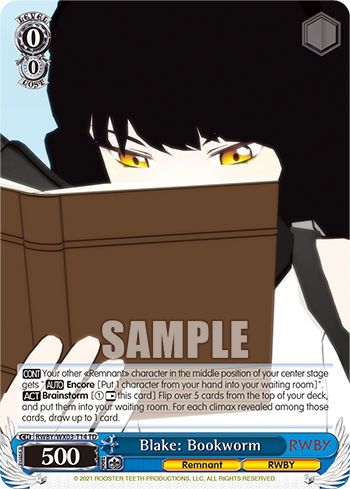 LEVEL
0
0
COST
SAMPLE
CONT Your other «Remnant» character in the middle position of your center stage
gets "AUTO Encore [Put 1 character from your hand into your waiting room]".
ACT Brainstorm [① this card] Flip over 5 cards from the top of your deck,
and put them into your waiting room. For each climax revealed among those
cards, draw up to 1 card.
CH RWBY/WX03-T14 TD
POWER 500
Blake: Bookworm RWBY
Remnant RWBY
© 2021 ROOSTER TEETH PRODUCTIONS, LLC, ALL RIGHTS RESERVED.